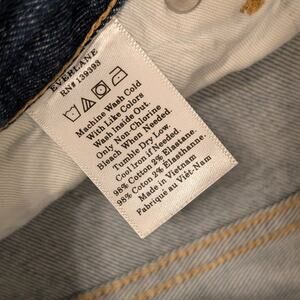 EVERLANE
RN# 139393
Machine Wash Cold
With Like Colors
Wash Inside Out.
Only Non-Chlorine
Bleach When Needed.
Tumble Dry Low
Cool Iron if Needed.
98% Cotton 2% Elastane.
98% Coton 2% Élasthanne.
Made in Vietnam
Fabriqué au Viet-Nam